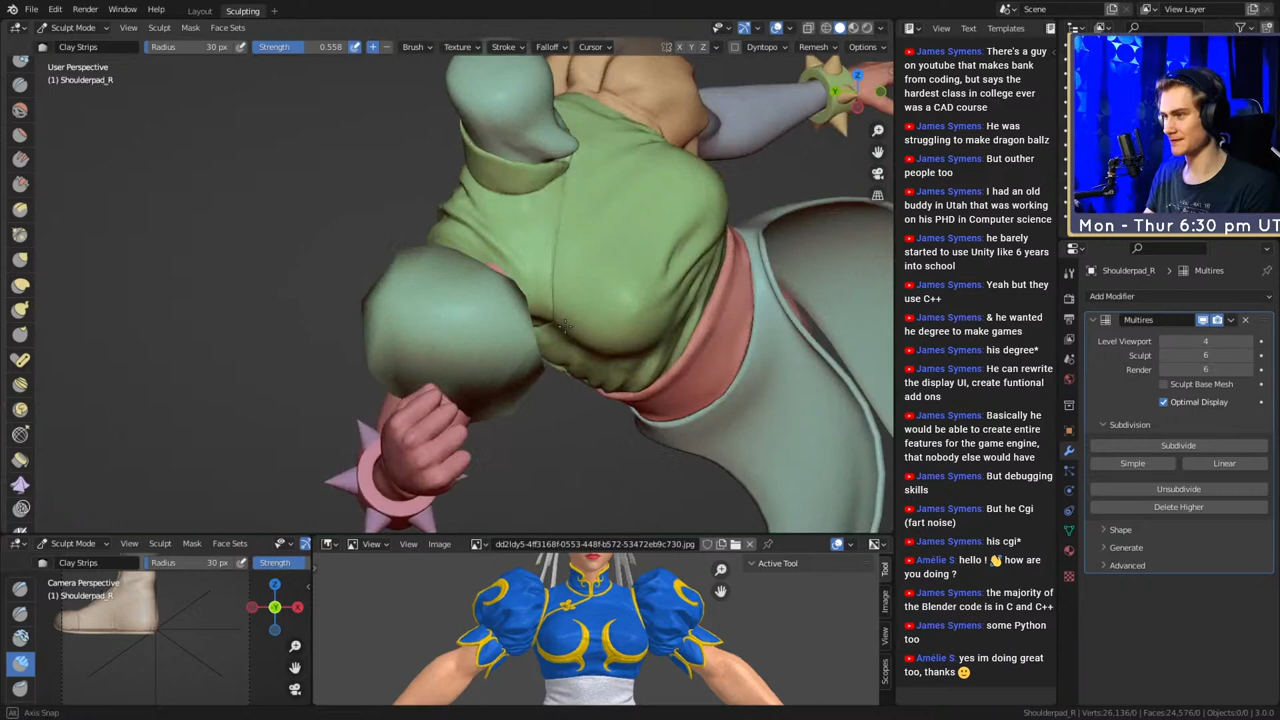 File Edit Render Window Help Layout Sculpting + Scene View Layer
Sculpt Mode View Sculpt Mask Face Sets View Text Templates
Clay Strips Radius 30 px Strength 0.558 Brush Texture Stroke Falloff Cursor X Y Z Dyntopo Remesh Options
User Perspective
(1) Shoulderpad_R
Z
Y
James Symens: There's a guy
on youtube that makes bank
from coding, but says the
hardest class in college ever
was a CAD course
James Symens: He was
struggling to make dragon ballz
James Symens: But outher
people too
James Symens: I had an old
buddy in Utah that was working
on his PHD in Computer science
James Symens: he barely
started to use Unity like 6 years
into school
James Symens: Yeah but they
use C++
James Symens: & he wanted
he degree to make games
James Symens: his degree*
James Symens: He can rewrite
the display UI, create funtional
add ons
James Symens: Basically he
would be able to create entire
features for the game engine,
that nobody else would have
James Symens: But debugging
skills
James Symens: But he Cgi
(fart noise)
James Symens: his cgi*
Amélie S: hello ! 👋 how are
you doing ?
James Symens: the majority of
the Blender code is in C and C++
James Symens: some Python
too
Amélie S: yes im doing great
too, thanks 🙂
Mon - Thur 6:30 pm UT
Shoulderpad_R Multires
Add Modifier
Multires
Level Viewport 4
Sculpt 6
Render 6
Sculpt Base Mesh
Optimal Display
Subdivision
Subdivide
Simple Linear
Unsubdivide
Delete Higher
Shape
Generate
Advanced
Sculpt Mode View Sculpt Mask Face Sets
Clay Strips Radius 30 px Strength
Camera Perspective
(1) Shoulderpad_R
Z
Y
X
View View Image dd2ldy5-4ff3168f-0553-448f-b572-53472eb9c730.jpg
Active Tool
Tool
Image
View
Scopes
Axis Snap
Shoulderpad_R | Verts:26,136/0 | Faces:24,576/0 | Objects:0/0 | 3.0.0